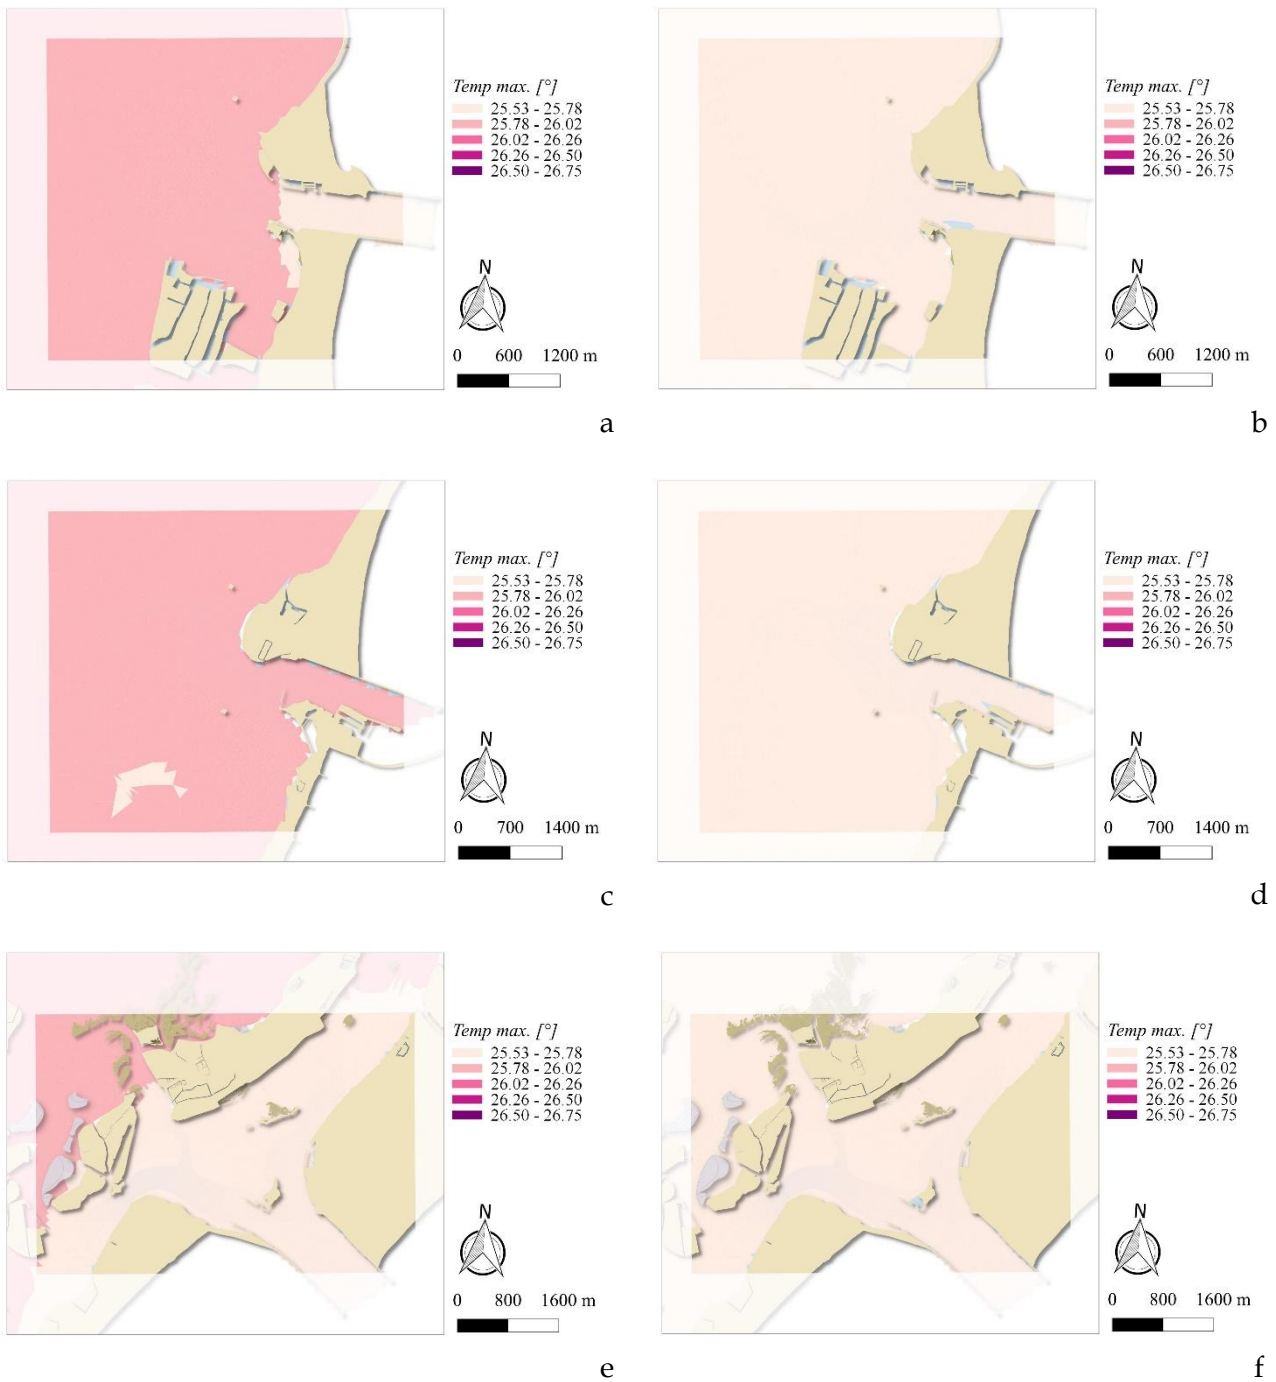 Temp max. [°]
25.53 - 25.78
25.78 - 26.02
26.02 - 26.26
26.26 - 26.50
26.50 - 26.75
N
0 600 1200 m
a
Temp max. [°]
25.53 - 25.78
25.78 - 26.02
26.02 - 26.26
26.26 - 26.50
26.50 - 26.75
N
0 600 1200 m
b
Temp max. [°]
25.53 - 25.78
25.78 - 26.02
26.02 - 26.26
26.26 - 26.50
26.50 - 26.75
N
0 700 1400 m
c
Temp max. [°]
25.53 - 25.78
25.78 - 26.02
26.02 - 26.26
26.26 - 26.50
26.50 - 26.75
N
0 700 1400 m
d
Temp max. [°]
25.53 - 25.78
25.78 - 26.02
26.02 - 26.26
26.26 - 26.50
26.50 - 26.75
N
0 800 1600 m
e
Temp max. [°]
25.53 - 25.78
25.78 - 26.02
26.02 - 26.26
26.26 - 26.50
26.50 - 26.75
N
0 800 1600 m
f